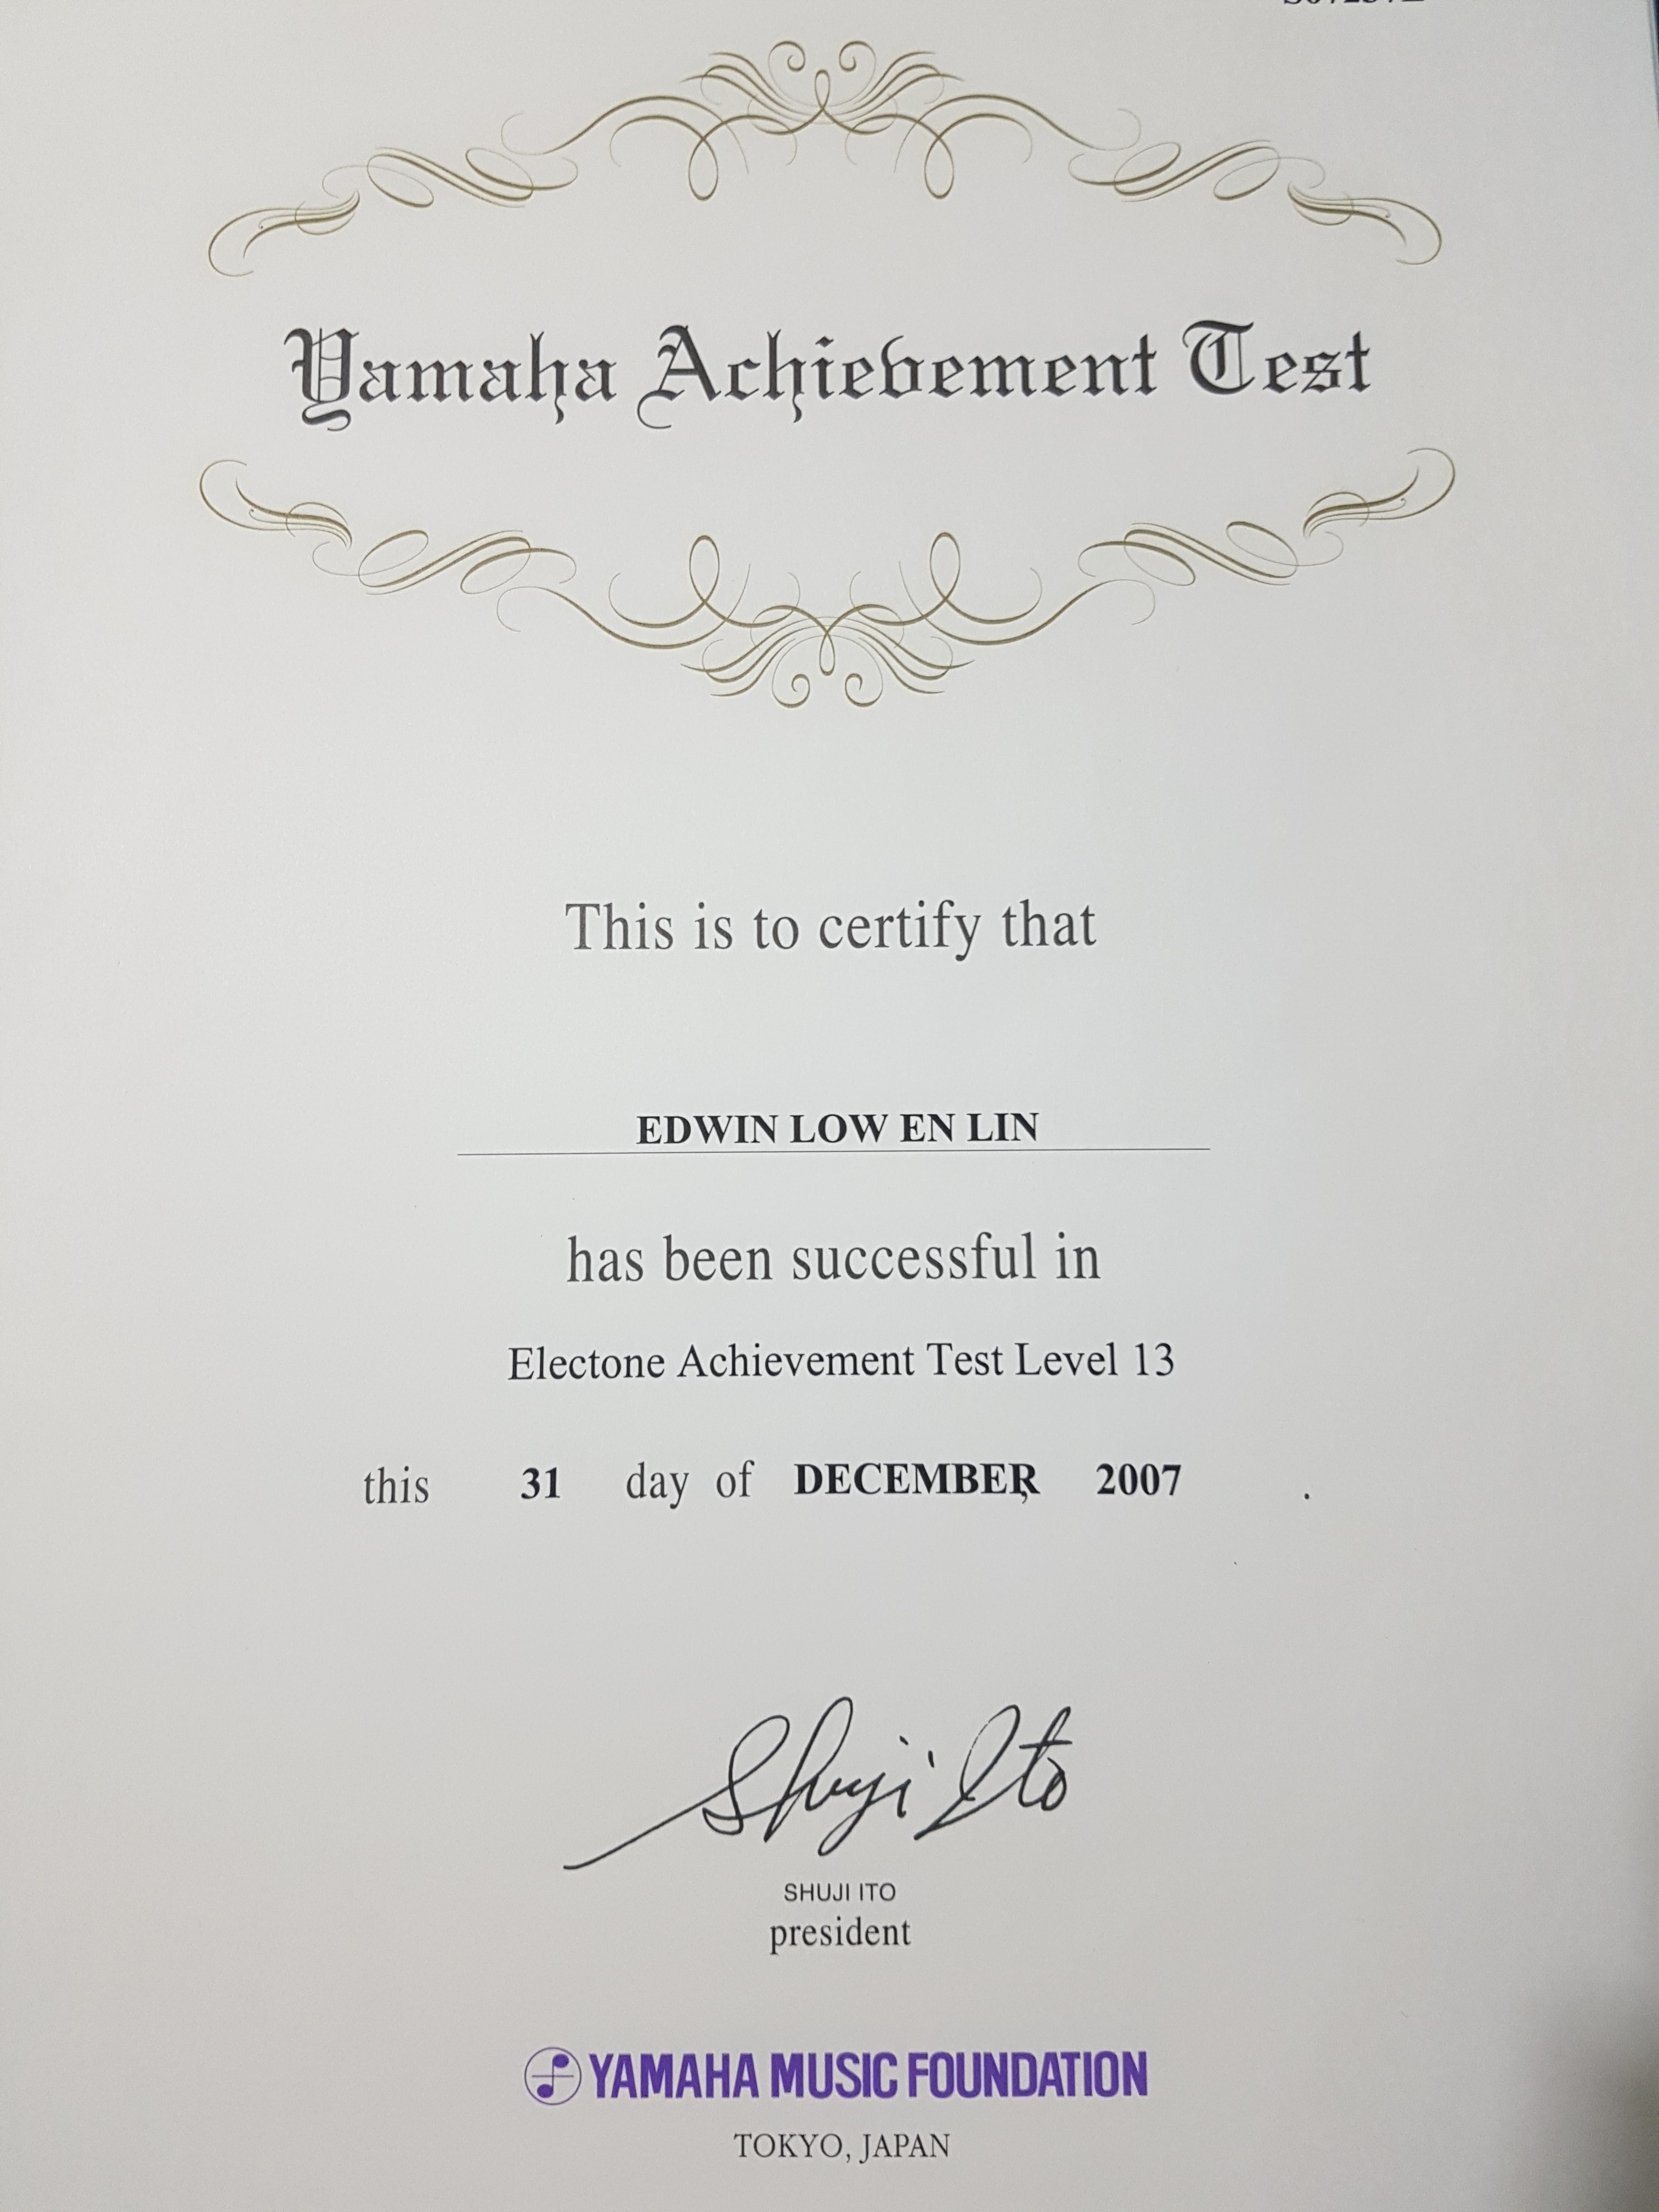 Yamaha Achievement Test
This is to certify that
EDWIN LOW EN LIN
has been successful in
Electone Achievement Test Level 13
this 31 day of DECEMBER, 2007 .
Shuji Ito
SHUJI ITO
president
YAMAHA MUSIC FOUNDATION
TOKYO, JAPAN